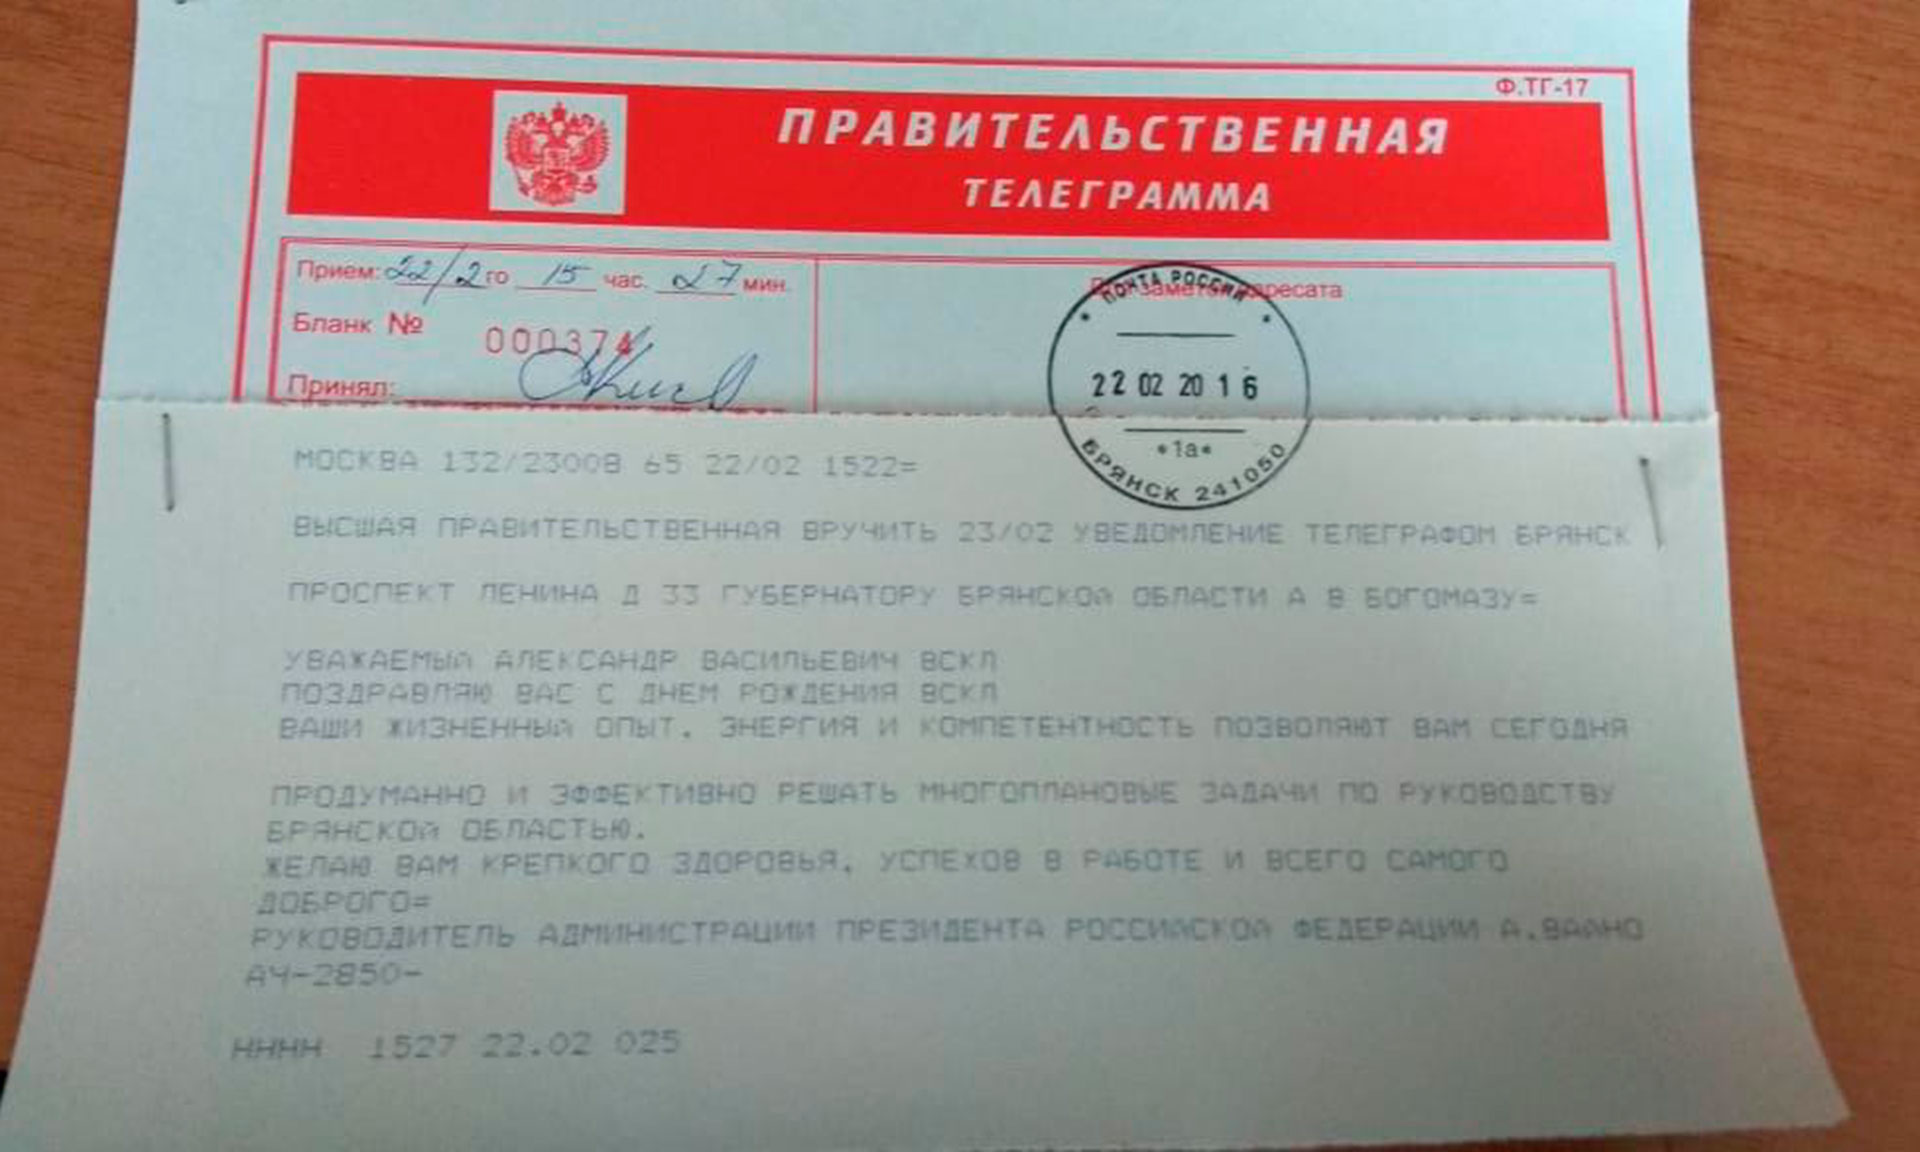 Ф.ТГ-17
ПРАВИТЕЛЬСТВЕННАЯ
ТЕЛЕГРАММА
Прием: 22/2 го 15 час. 27 мин.
Бланк № 000374
Принял:
адресата
ПОЧТА РОССИИ
22 02 20 1 6
*1а*
БРЯНСК 241050
МОСКВА 132/23008 65 22/02 1522=
ВЫСШАЯ ПРАВИТЕЛЬСТВЕННАЯ ВРУЧИТЬ 23/02 УВЕДОМЛЕНИЕ ТЕЛЕГРАФОМ БРЯНСК
ПРОСПЕКТ ЛЕНИНА Д 33 ГУБЕРНАТОРУ БРЯНСКОЙ ОБЛАСТИ А В БОГОМАЗУ=
УВАЖАЕМЫЙ АЛЕКСАНДР ВАСИЛЬЕВИЧ ВСКЛ
ПОЗДРАВЛЯЮ ВАС С ДНЕМ РОЖДЕНИЯ ВСКЛ
ВАШИ ЖИЗНЕННЫЙ ОПЫТ, ЭНЕРГИЯ И КОМПЕТЕНТНОСТЬ ПОЗВОЛЯЮТ ВАМ СЕГОДНЯ
ПРОДУМАННО И ЭФФЕКТИВНО РЕШАТЬ МНОГОПЛАНОВЫЕ ЗАДАЧИ ПО РУКОВОДСТВУ
БРЯНСКОЙ ОБЛАСТЬЮ.
ЖЕЛАЮ ВАМ КРЕПКОГО ЗДОРОВЬЯ, УСПЕХОВ В РАБОТЕ И ВСЕГО САМОГО
ДОБРОГО=
РУКОВОДИТЕЛЬ АДМИНИСТРАЦИИ ПРЕЗИДЕНТА РОССИЙСКОЙ ФЕДЕРАЦИИ А.ВАЙНО
АЧ-2850-
НННН 1527 22.02 025